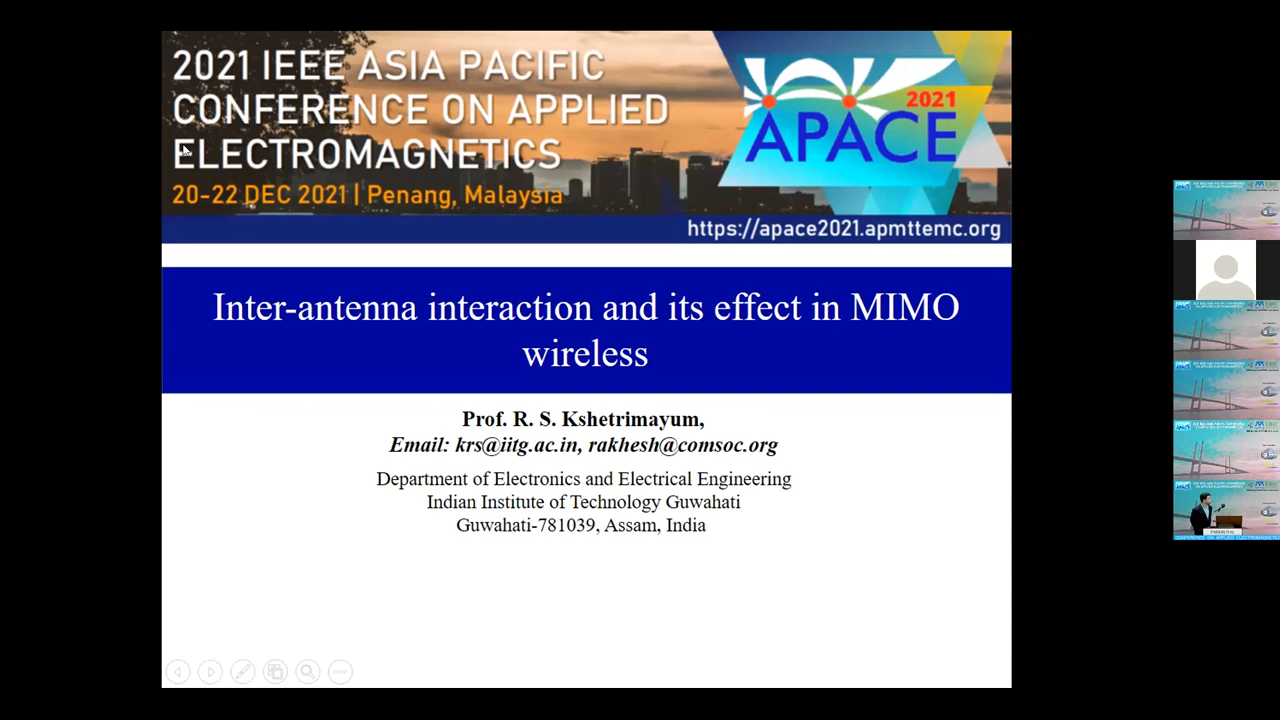 2021 IEEE ASIA PACIFIC
CONFERENCE ON APPLIED
ELECTROMAGNETICS
20-22 DEC 2021 | Penang, Malaysia
2021
APACE
https://apace2021.apmttemc.org
Inter-antenna interaction and its effect in MIMO
wireless
Prof. R. S. Kshetrimayum,
Email: krs@iitg.ac.in, rakhesh@comsoc.org
Department of Electronics and Electrical Engineering
Indian Institute of Technology Guwahati
Guwahati-781039, Assam, India